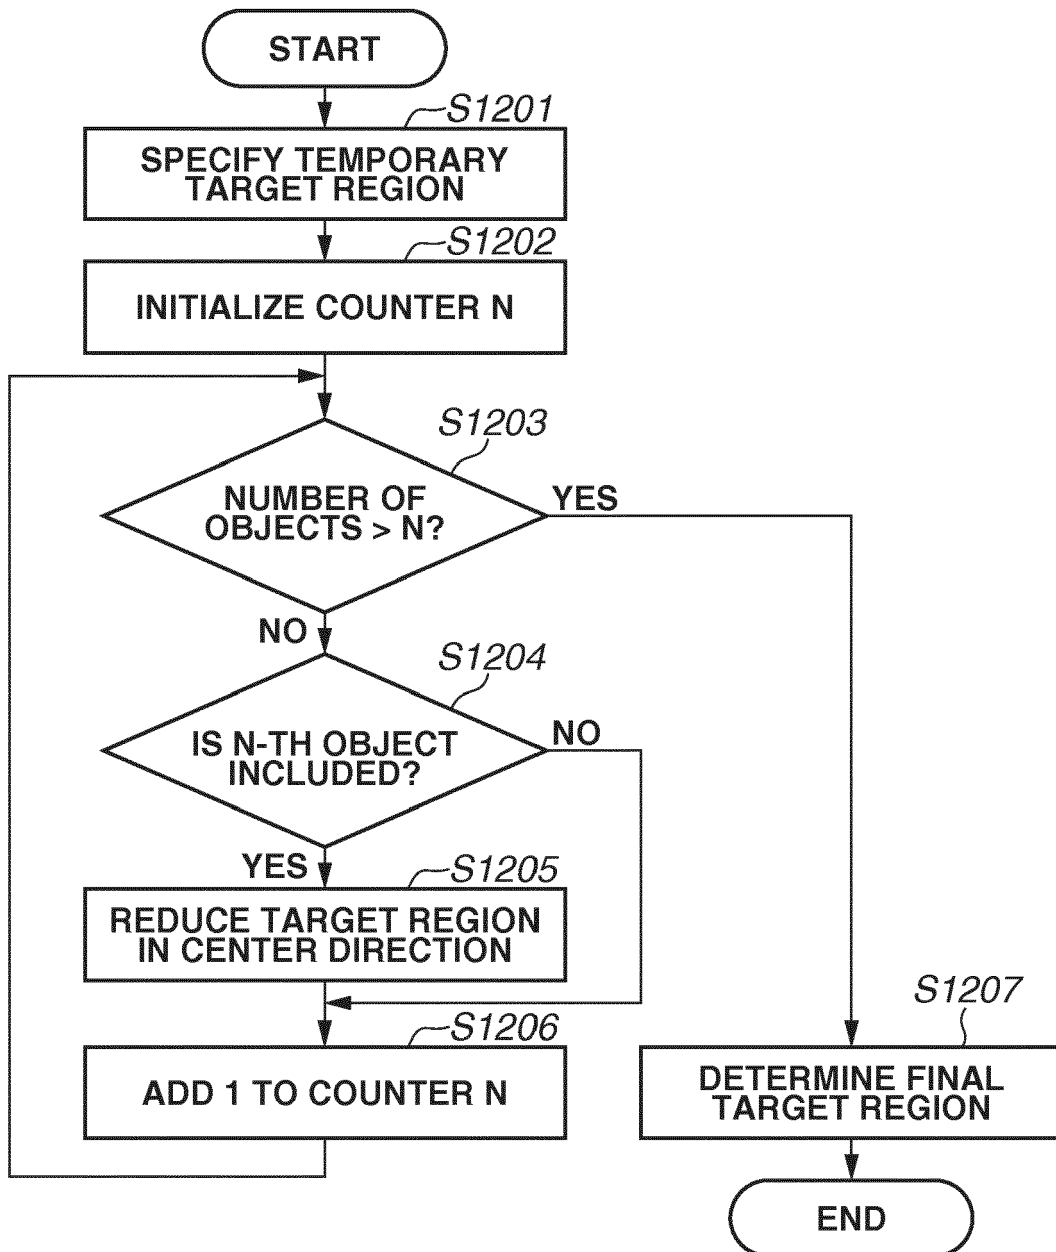 START
S1201
SPECIFY TEMPORARY
TARGET REGION
S1202
INITIALIZE COUNTER N
S1203
NUMBER OF
OBJECTS > N?
YES
NO
S1204
IS N-TH OBJECT
INCLUDED?
NO
YES
S1205
REDUCE TARGET REGION
IN CENTER DIRECTION
S1206
ADD 1 TO COUNTER N
S1207
DETERMINE FINAL
TARGET REGION
END